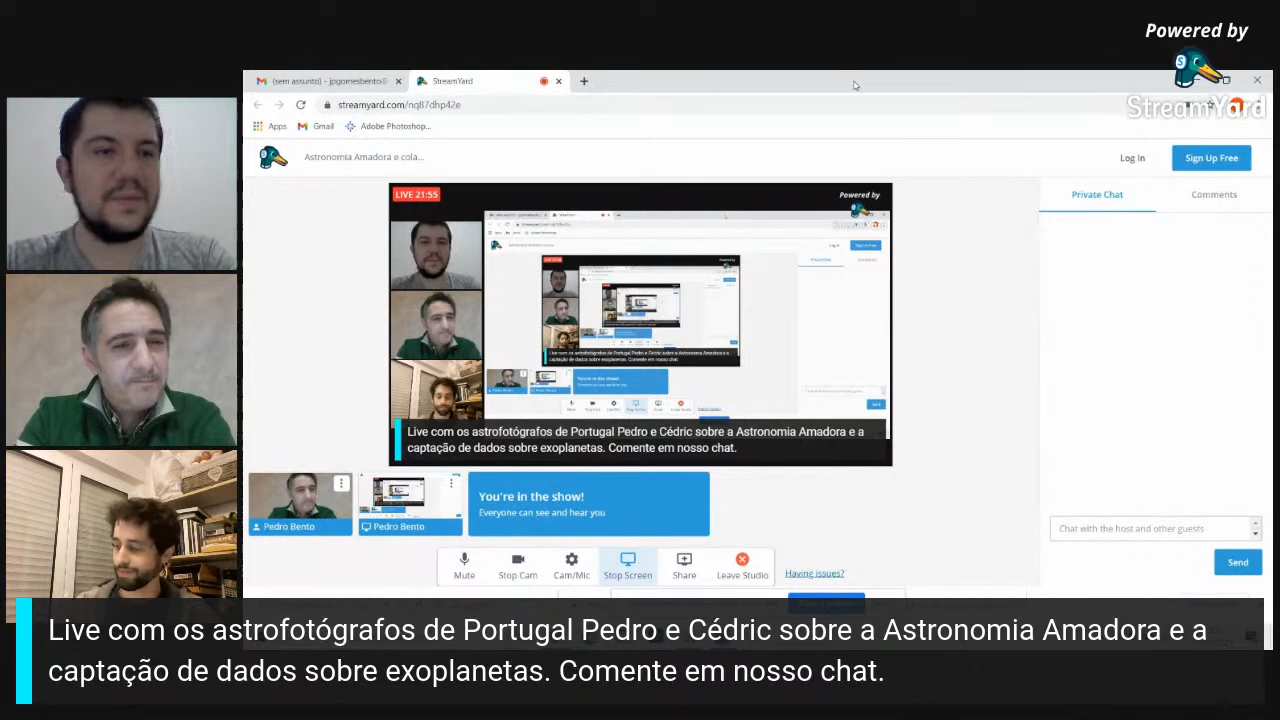 Powered by
StreamYard
(sem assunto) - jpgomesbento@
StreamYard
streamyard.com/nq87dhp42e
Apps
Gmail
Adobe Photoshop...
Astronomia Amadora e cola...
Log In
Sign Up Free
Private Chat
Comments
LIVE 21:55
Powered by
Live com os astrofotógrafos de Portugal Pedro e Cédric sobre a Astronomia Amadora e a
captação de dados sobre exoplanetas. Comente em nosso chat.
Pedro Bento
Pedro Bento
You're in the show!
Everyone can see and hear you
Chat with the host and other guests
Send
Mute
Stop Cam
Cam/Mic
Stop Screen
Share
Leave Studio
Having issues?
Live com os astrofotógrafos de Portugal Pedro e Cédric sobre a Astronomia Amadora e a
captação de dados sobre exoplanetas. Comente em nosso chat.